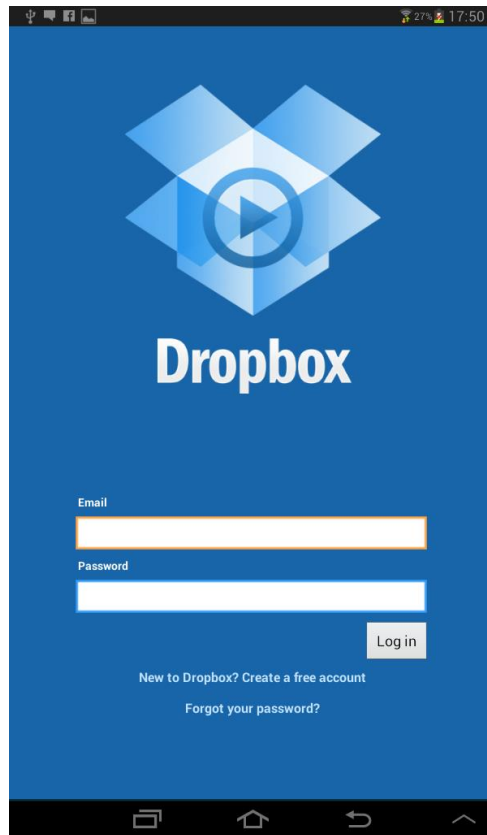 27% 17:50
Dropbox
Email
Password
Log in
New to Dropbox? Create a free account
Forgot your password?